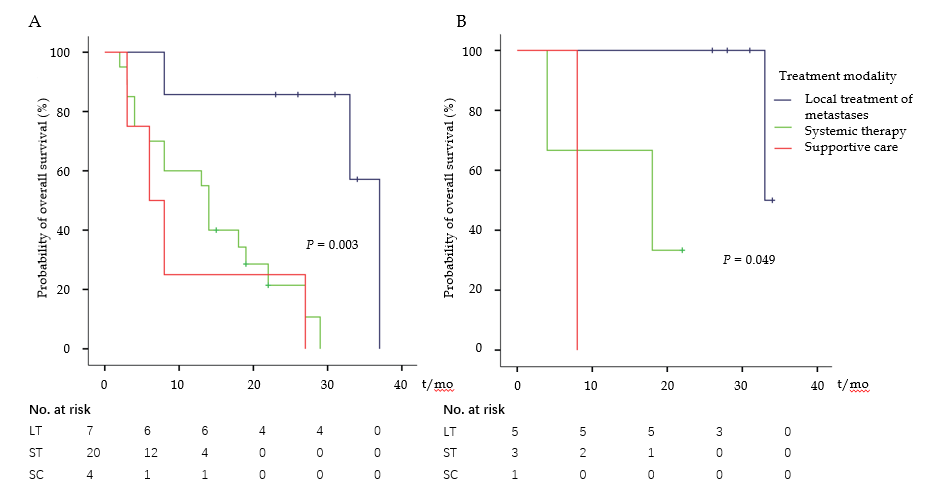 A
Probability of overall survival (%)
100
80
60
40
20
0
P = 0.003
0 10 20 30 40 t/mo
No. at risk
LT 7 6 6 4 4 0
ST 20 12 4 0 0 0
SC 4 1 1 0 0 0
B
Probability of overall survival (%)
100
80
60
40
20
0
Treatment modality
Local treatment of
metastases
Systemic therapy
Supportive care
P = 0.049
0 10 20 30 40 t/mo
No. at risk
LT 5 5 5 3 0
ST 3 2 1 0 0
SC 1 0 0 0 0